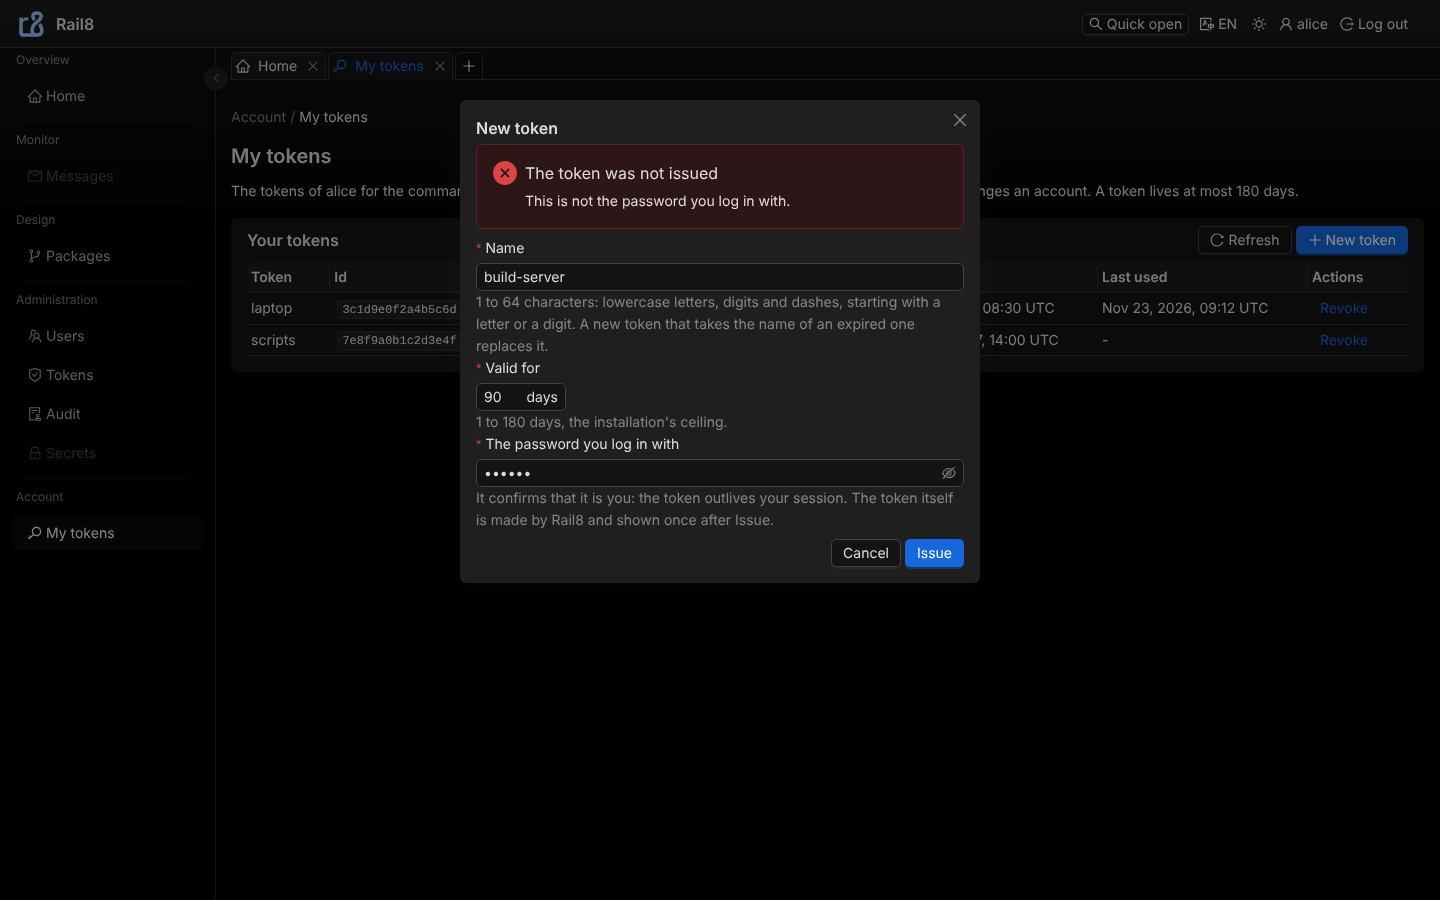 r8 Rail8
Quick open EN alice Log out
Overview
Home
Monitor
Messages
Design
Packages
Administration
Users
Tokens
Audit
Secrets
Account
My tokens
Home My tokens
Account / My tokens
My tokens
The tokens of alice for the comman
nges an account. A token lives at most 180 days.
Your tokens
Refresh New token
Token Id Last used Actions
laptop 3c1d9e0f2a4b5c6d 08:30 UTC Nov 23, 2026, 09:12 UTC Revoke
scripts 7e8f9a0b1c2d3e4f 7, 14:00 UTC - Revoke
New token
The token was not issued
This is not the password you log in with.
* Name
build-server
1 to 64 characters: lowercase letters, digits and dashes, starting with a
letter or a digit. A new token that takes the name of an expired one
replaces it.
* Valid for
90 days
1 to 180 days, the installation's ceiling.
* The password you log in with
••••••
It confirms that it is you: the token outlives your session. The token itself
is made by Rail8 and shown once after Issue.
Cancel Issue